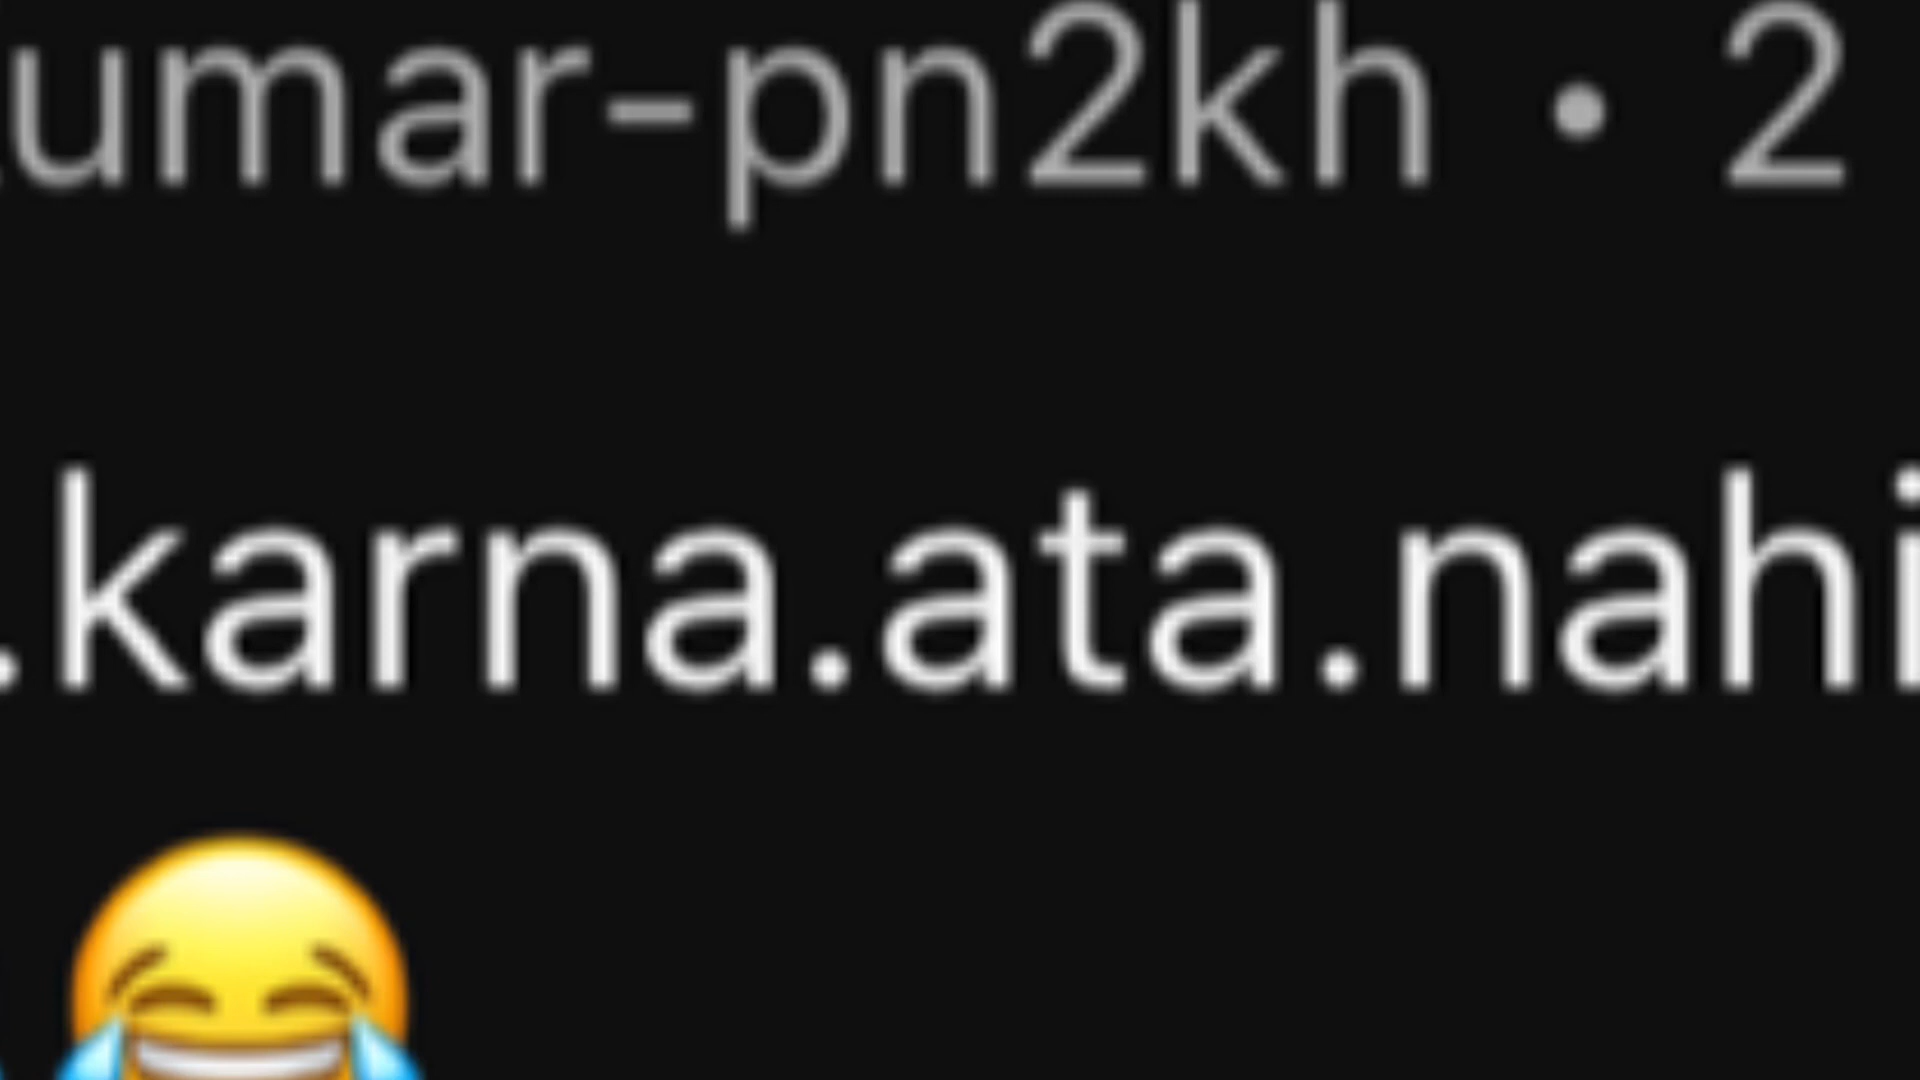 umar-pn2kh • 2
.karna.ata.nahi
😂